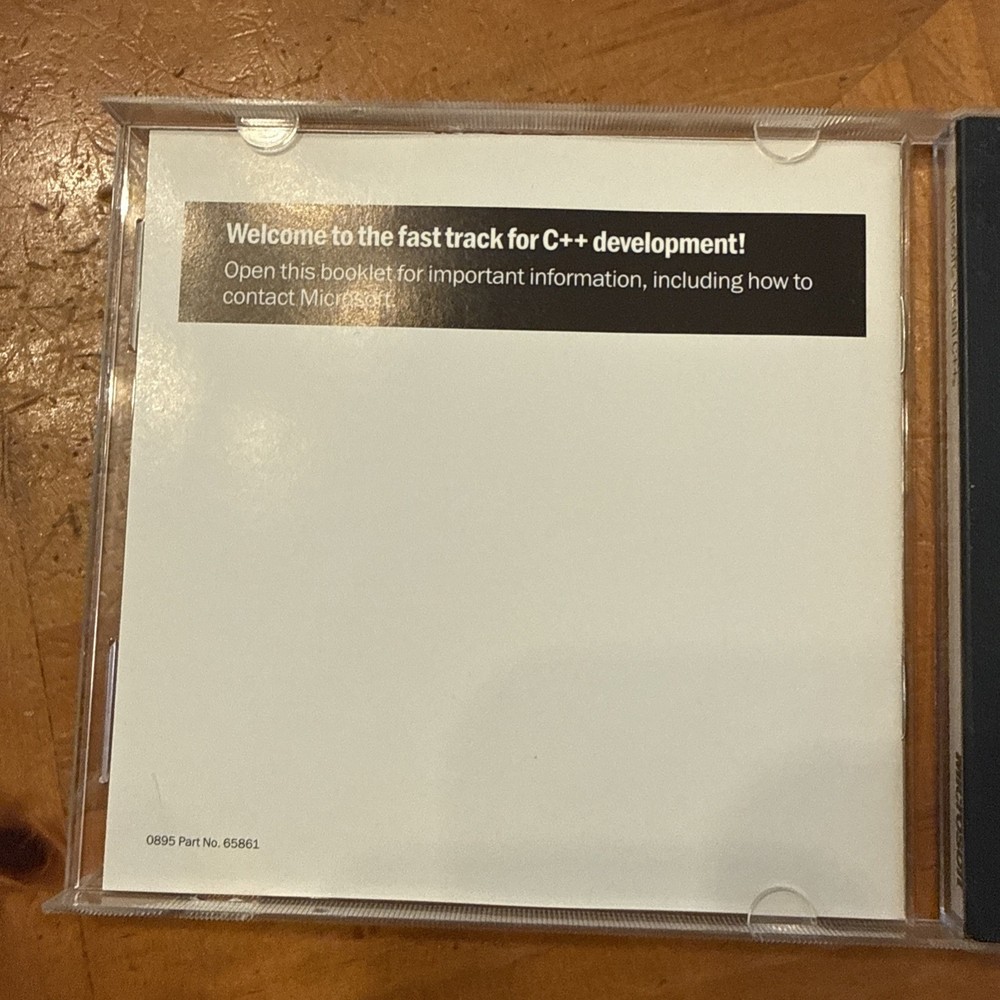 Welcome to the fast track for C++ development!
Open this booklet for important information, including how to
contact Microsoft.
0895 Part No. 65861
MICROSOFT